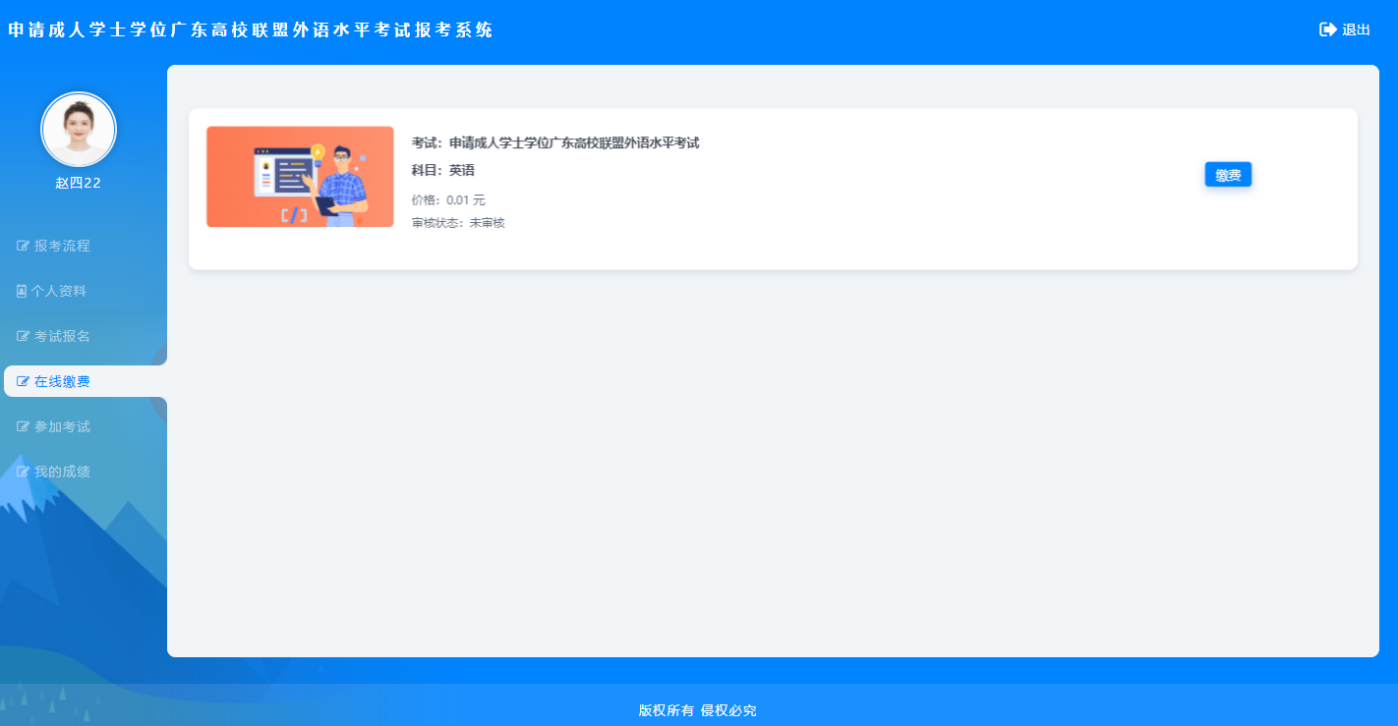 申请成人学士学位广东高校联盟外语水平考试报考系统
退出
赵四22
报考流程
个人资料
考试报名
在线缴费
参加考试
我的成绩
考试：申请成人学士学位广东高校联盟外语水平考试
科目：英语
价格：0.01 元
审核状态：未审核
缴费
版权所有 侵权必究